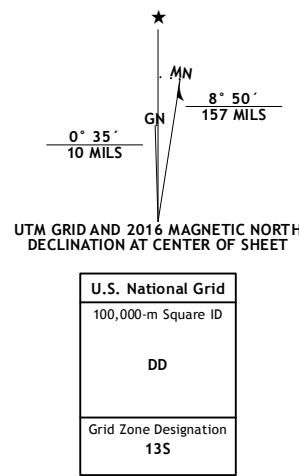 MN
GN
8° 50´
157 MILS
0° 35´
10 MILS
UTM GRID AND 2016 MAGNETIC NORTH
DECLINATION AT CENTER OF SHEET
U.S. National Grid
100,000-m Square ID
DD
Grid Zone Designation
13S